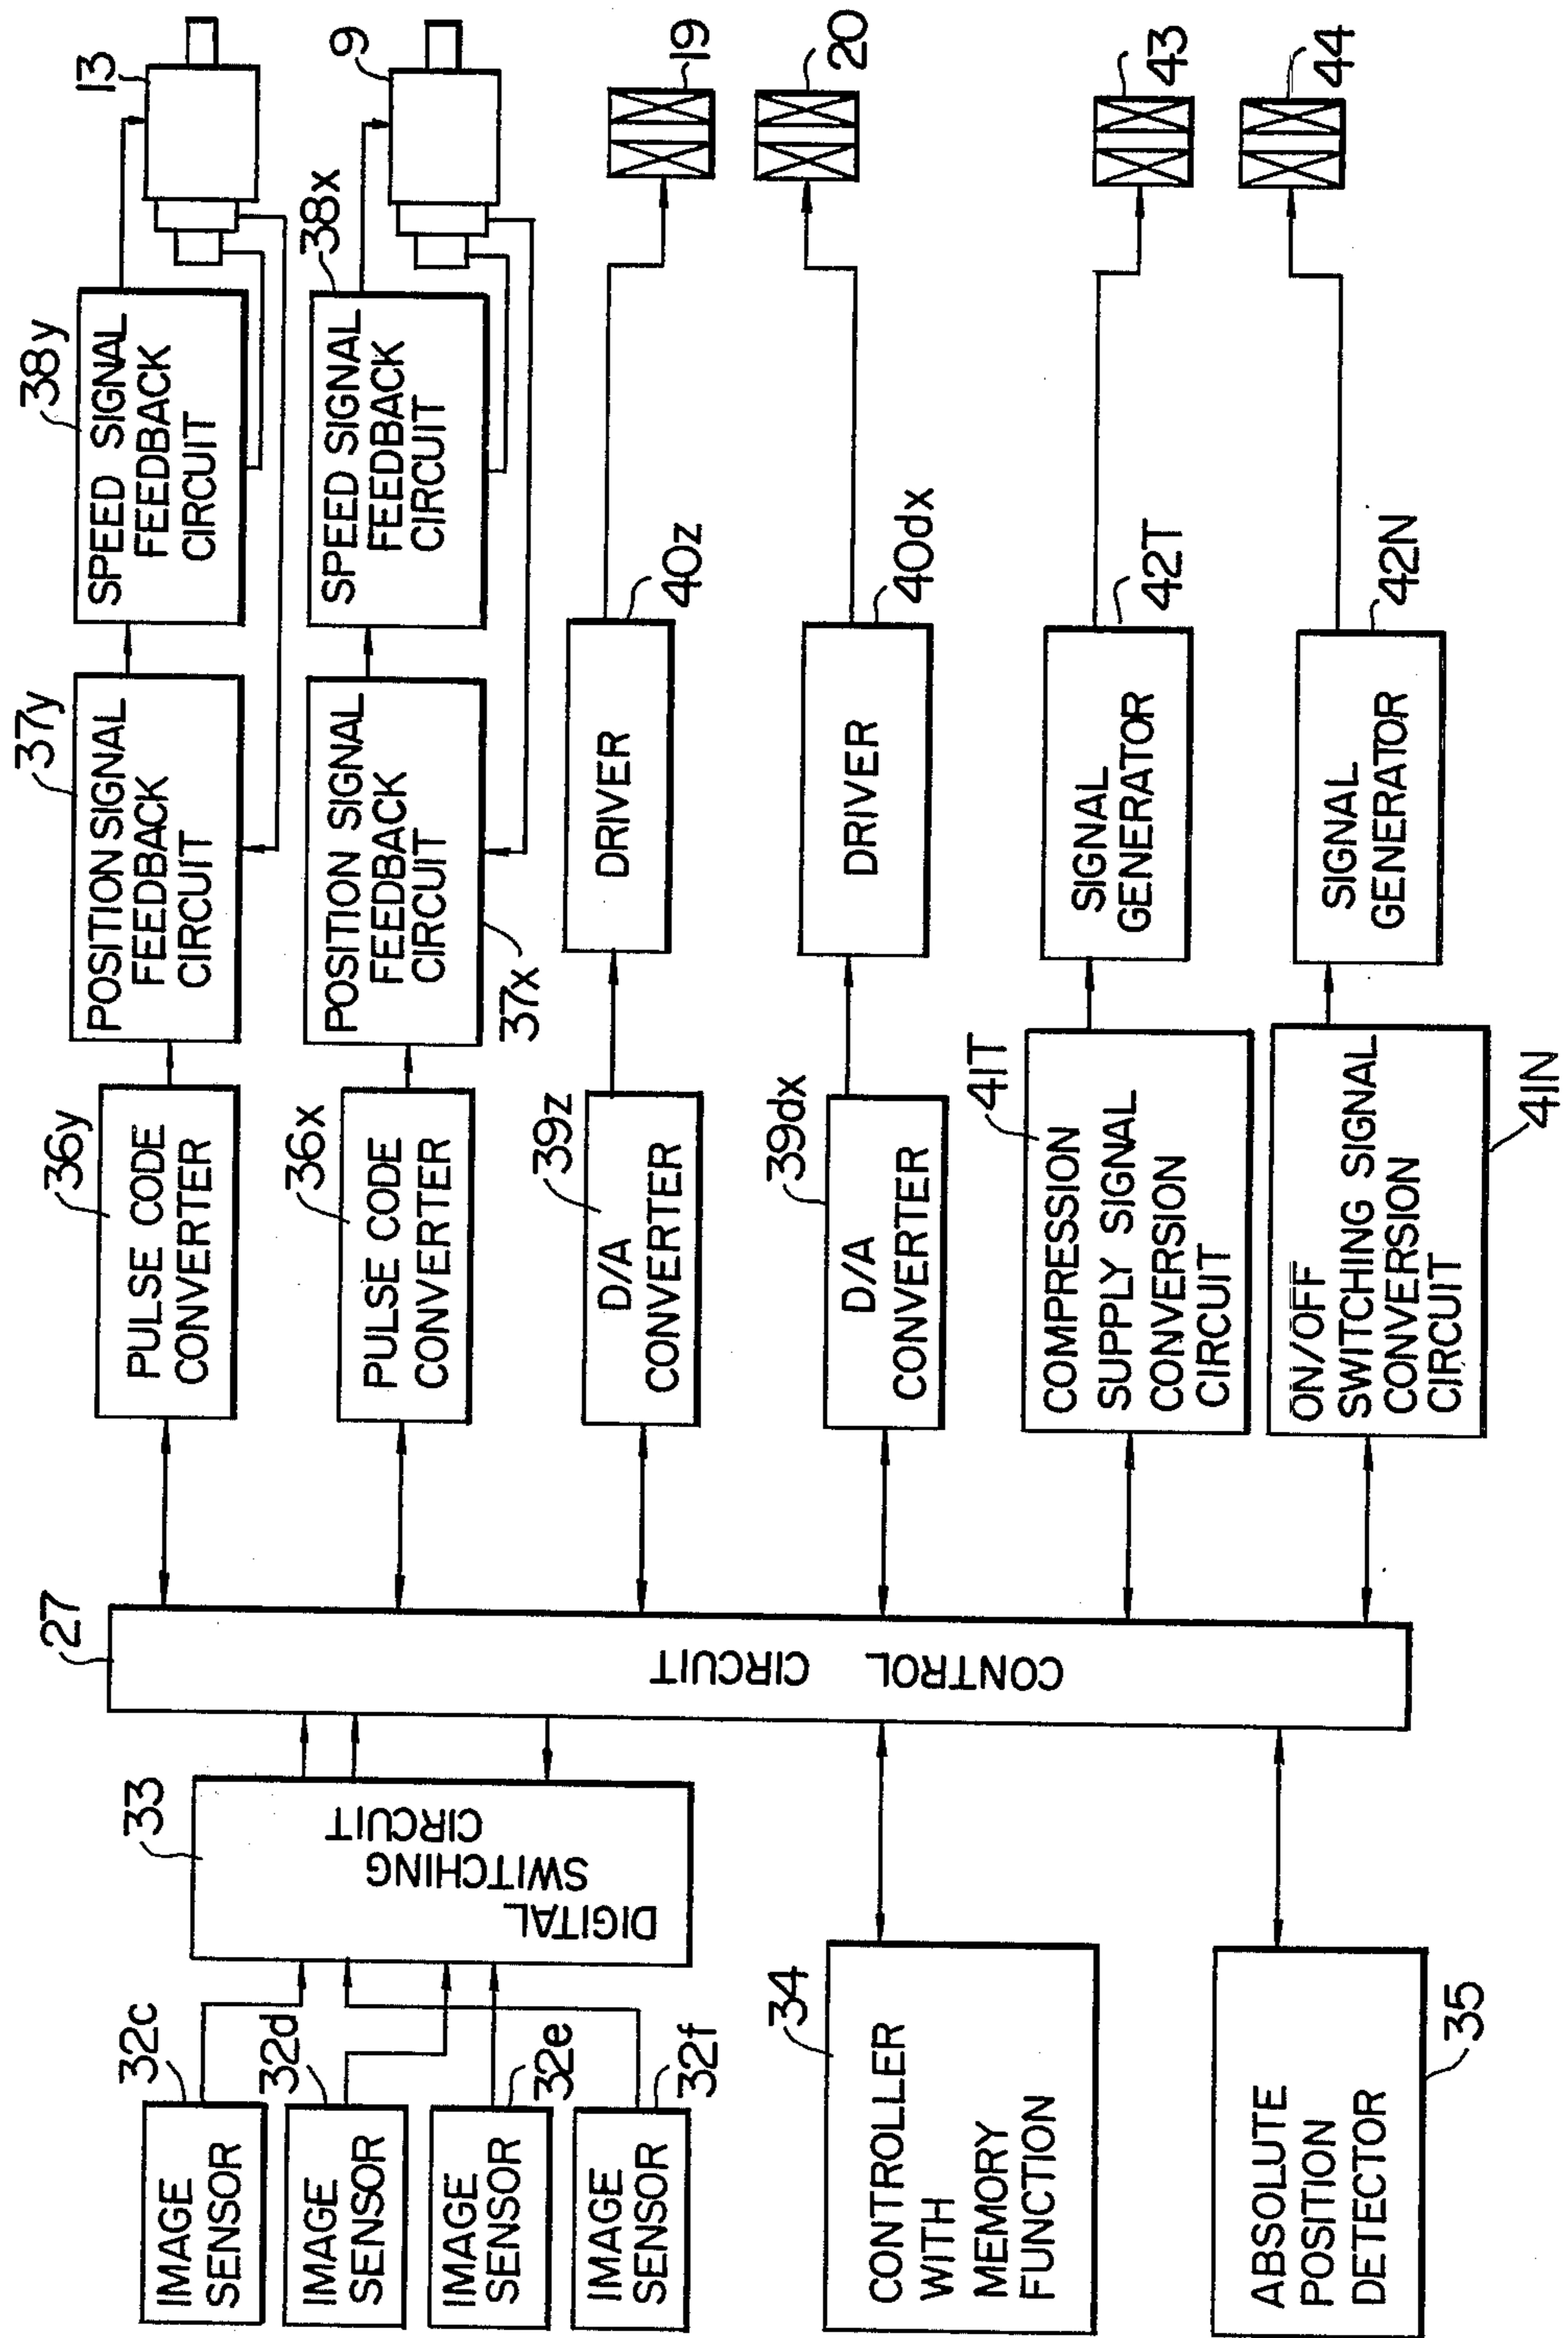 32c
IMAGE
SENSOR
32d
IMAGE
SENSOR
32e
IMAGE
SENSOR
32f
IMAGE
SENSOR
33
DIGITAL
SWITCHING
CIRCUIT
34
CONTROLLER
WITH
MEMORY
FUNCTION
35
ABSOLUTE
POSITION
DETECTOR
27
CONTROL CIRCUIT
36y
PULSE CODE
CONVERTER
37y
POSITION SIGNAL
FEEDBACK
CIRCUIT
38y
SPEED SIGNAL
FEEDBACK
CIRCUIT
13
36x
PULSE CODE
CONVERTER
37x
POSITION SIGNAL
FEEDBACK
CIRCUIT
38x
SPEED SIGNAL
FEEDBACK
CIRCUIT
9
39z
D/A
CONVERTER
40z
DRIVER
19
39dx
D/A
CONVERTER
40dx
DRIVER
20
41T
COMPRESSION
SUPPLY SIGNAL
CONVERSION
CIRCUIT
42T
SIGNAL
GENERATOR
43
41N
ON/OFF
SWITCHING SIGNAL
CONVERSION
CIRCUIT
42N
SIGNAL
GENERATOR
44